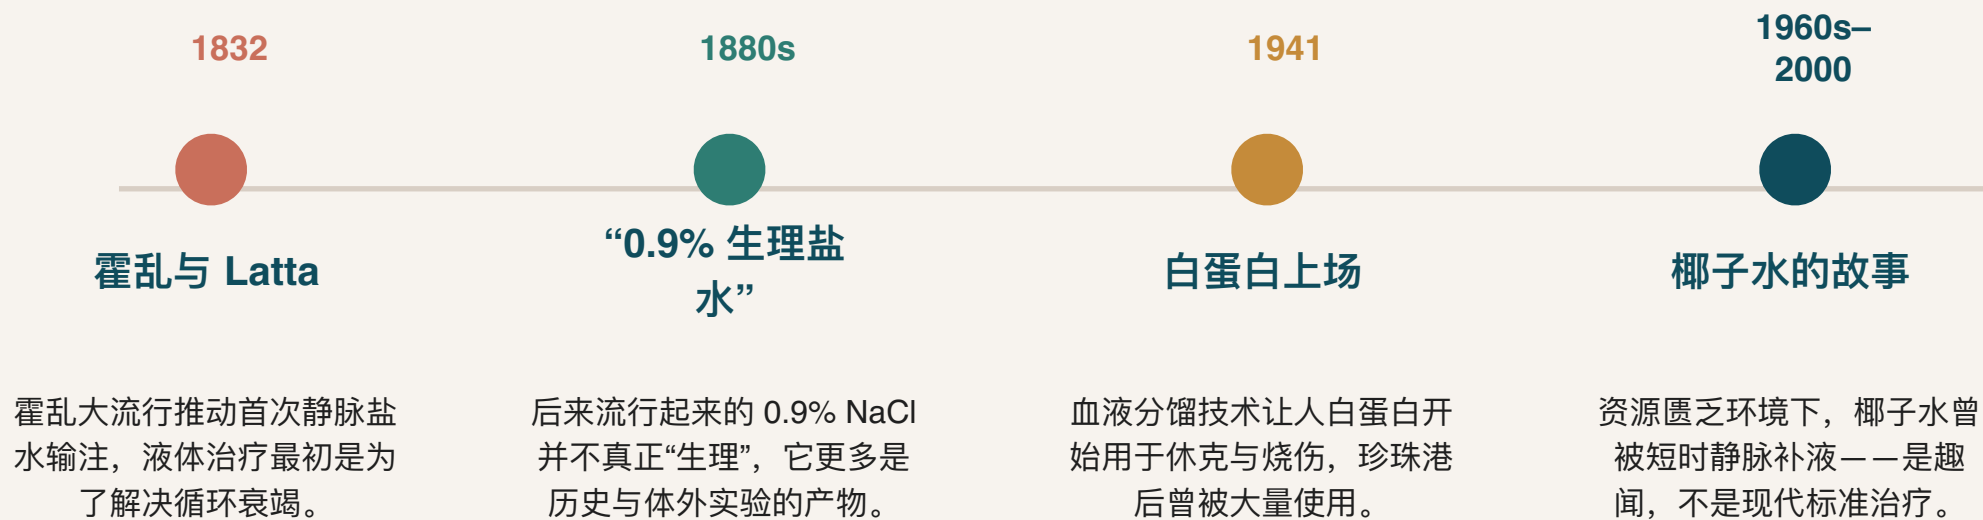 1832
霍乱与 Latta
霍乱大流行推动首次静脉盐
水输注，液体治疗最初是为
了解决循环衰竭。
1880s
“0.9% 生理盐
水”
后来流行起来的 0.9% NaCl
并不真正“生理”，它更多是
历史与体外实验的产物。
1941
白蛋白上场
血液分馏技术让人白蛋白开
始用于休克与烧伤，珍珠港
后曾被大量使用。
1960s–
2000
椰子水的故事
资源匮乏环境下，椰子水曾
被短时静脉补液——是趣
闻，不是现代标准治疗。